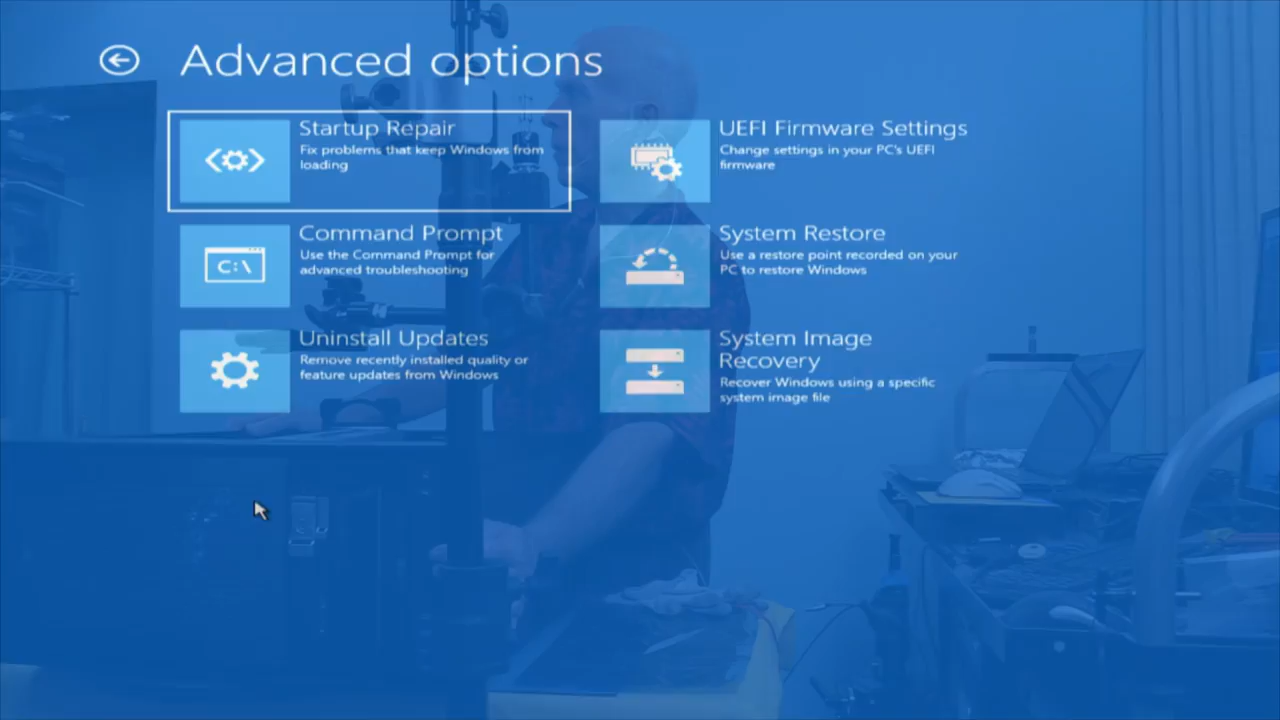 Advanced options
Startup Repair
Fix problems that keep Windows from
loading
Command Prompt
Use the Command Prompt for
advanced troubleshooting
C:\
Uninstall Updates
Remove recently installed quality or
feature updates from Windows
UEFI Firmware Settings
Change settings in your PC's UEFI
firmware
System Restore
Use a restore point recorded on your
PC to restore Windows
System Image
Recovery
Recover Windows using a specific
system image file